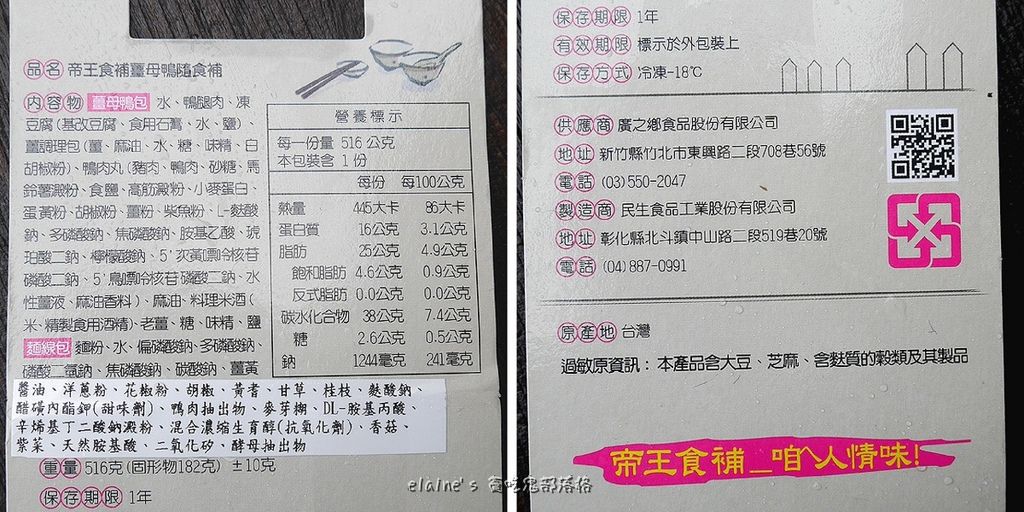 品名 帝王食補薑母鴨隨食補
內容物 薑母鴨包 水、鴨腿肉、凍
豆腐(基改豆腐、食用石膏、水、鹽)、
薑調理包(薑、麻油、水、糖、味精、白
胡椒粉)、鴨肉丸(豬肉、鴨肉、砂糖、馬
鈴薯澱粉、食鹽、高筋澱粉、小麥蛋白、
蛋黃粉、胡椒粉、薑粉、柴魚粉、L-麩酸
鈉、多磷酸鈉、焦磷酸鈉、胺基乙酸、琥
珀酸二鈉、檸檬酸鈉、5'次黃嘌呤核苷
磷酸二鈉、5'鳥嘌呤核苷磷酸二鈉、水
性薑液、麻油香料)、麻油、料理米酒(
米、精製食用酒精)、老薑、糖、味精、鹽
麵線包 麵粉、水、偏磷酸鈉、多磷酸鈉、
磷酸二氫鈉、焦磷酸鈉、碳酸鈉、薑黃
醬油、洋蔥粉、花椒粉、胡椒、黃耆、甘草、桂枝、麩酸鈉、
醋磺內酯鉀(甜味劑)、鴨肉抽出物、麥芽糊、DL-胺基丙酸、
辛烯基丁二酸鈉澱粉、混合濃縮生育醇(抗氧化劑)、香菇、
紫菜、天然胺基酸、二氧化矽、酵母抽出物
重量 516克(固形物182克) ±10克
保存期限 1年
營養標示
每一份量 516公克
本包裝含 1 份
每份 每100公克
熱量 445大卡 86大卡
蛋白質 16公克 3.1公克
脂肪 25公克 4.9公克
飽和脂肪 4.6公克 0.9公克
反式脂肪 0.0公克 0.0公克
碳水化合物 38公克 7.4公克
糖 2.6公克 0.5公克
鈉 1244毫克 241毫克
保存期限 1年
有效期限 標示於外包裝上
保存方式 冷凍-18℃
供應商 廣之鄉食品股份有限公司
地址 新竹縣竹北市東興路二段708巷56號
電話 (03)550-2047
製造商 民生食品工業股份有限公司
地址 彰化縣北斗鎮中山路二段519巷20號
電話 (04)887-0991
原產地 台灣
過敏原資訊：本產品含大豆、芝麻、含麩質的穀類及其製品
帝王食補_咱ㄟ人情味!
elaine's 貪吃鬼部落格